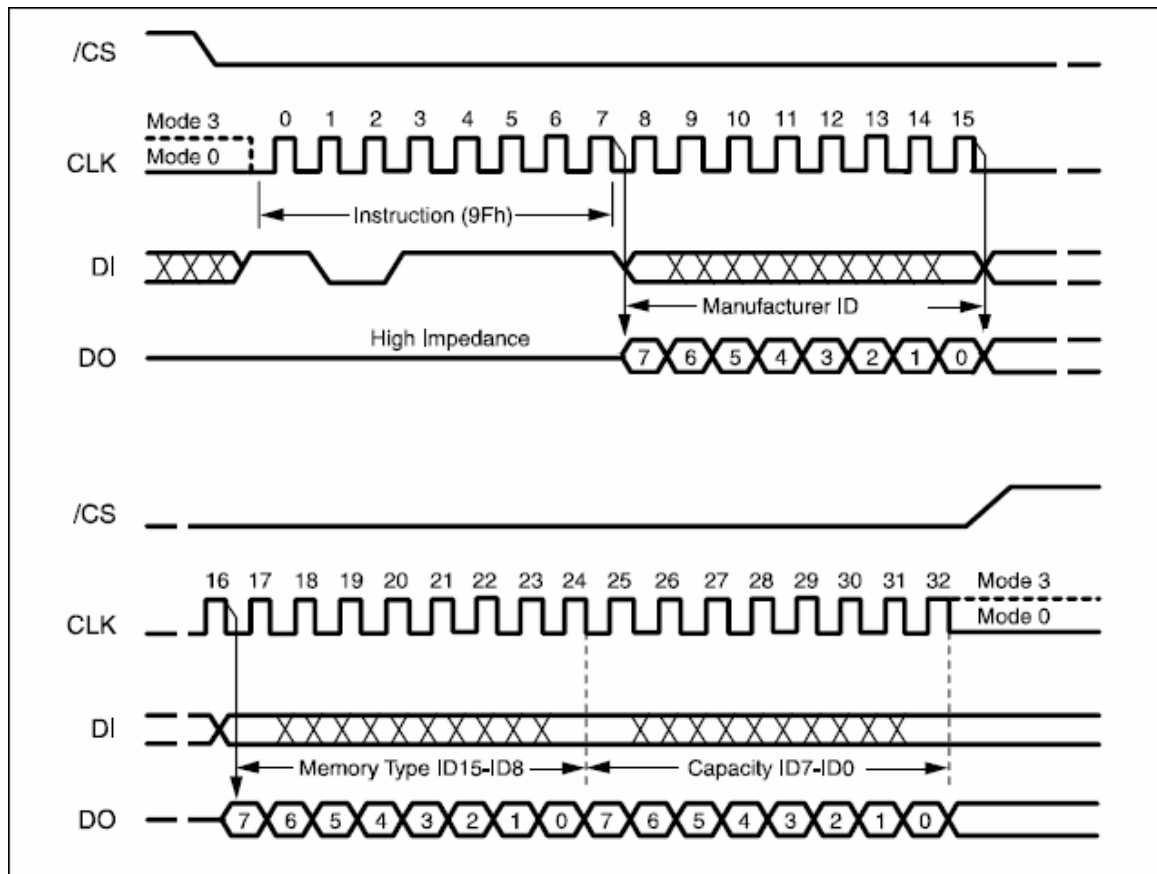 /CS
0 1 2 3 4 5 6 7 8 9 10 11 12 13 14 15
Mode 3
Mode 0
CLK
Instruction (9Fh)
DI
Manufacturer ID
High Impedance
DO
7 6 5 4 3 2 1 0
/CS
16 17 18 19 20 21 22 23 24 25 26 27 28 29 30 31 32
Mode 3
Mode 0
CLK
DI
Memory Type ID15-ID8
Capacity ID7-ID0
DO
7 6 5 4 3 2 1 0 7 6 5 4 3 2 1 0